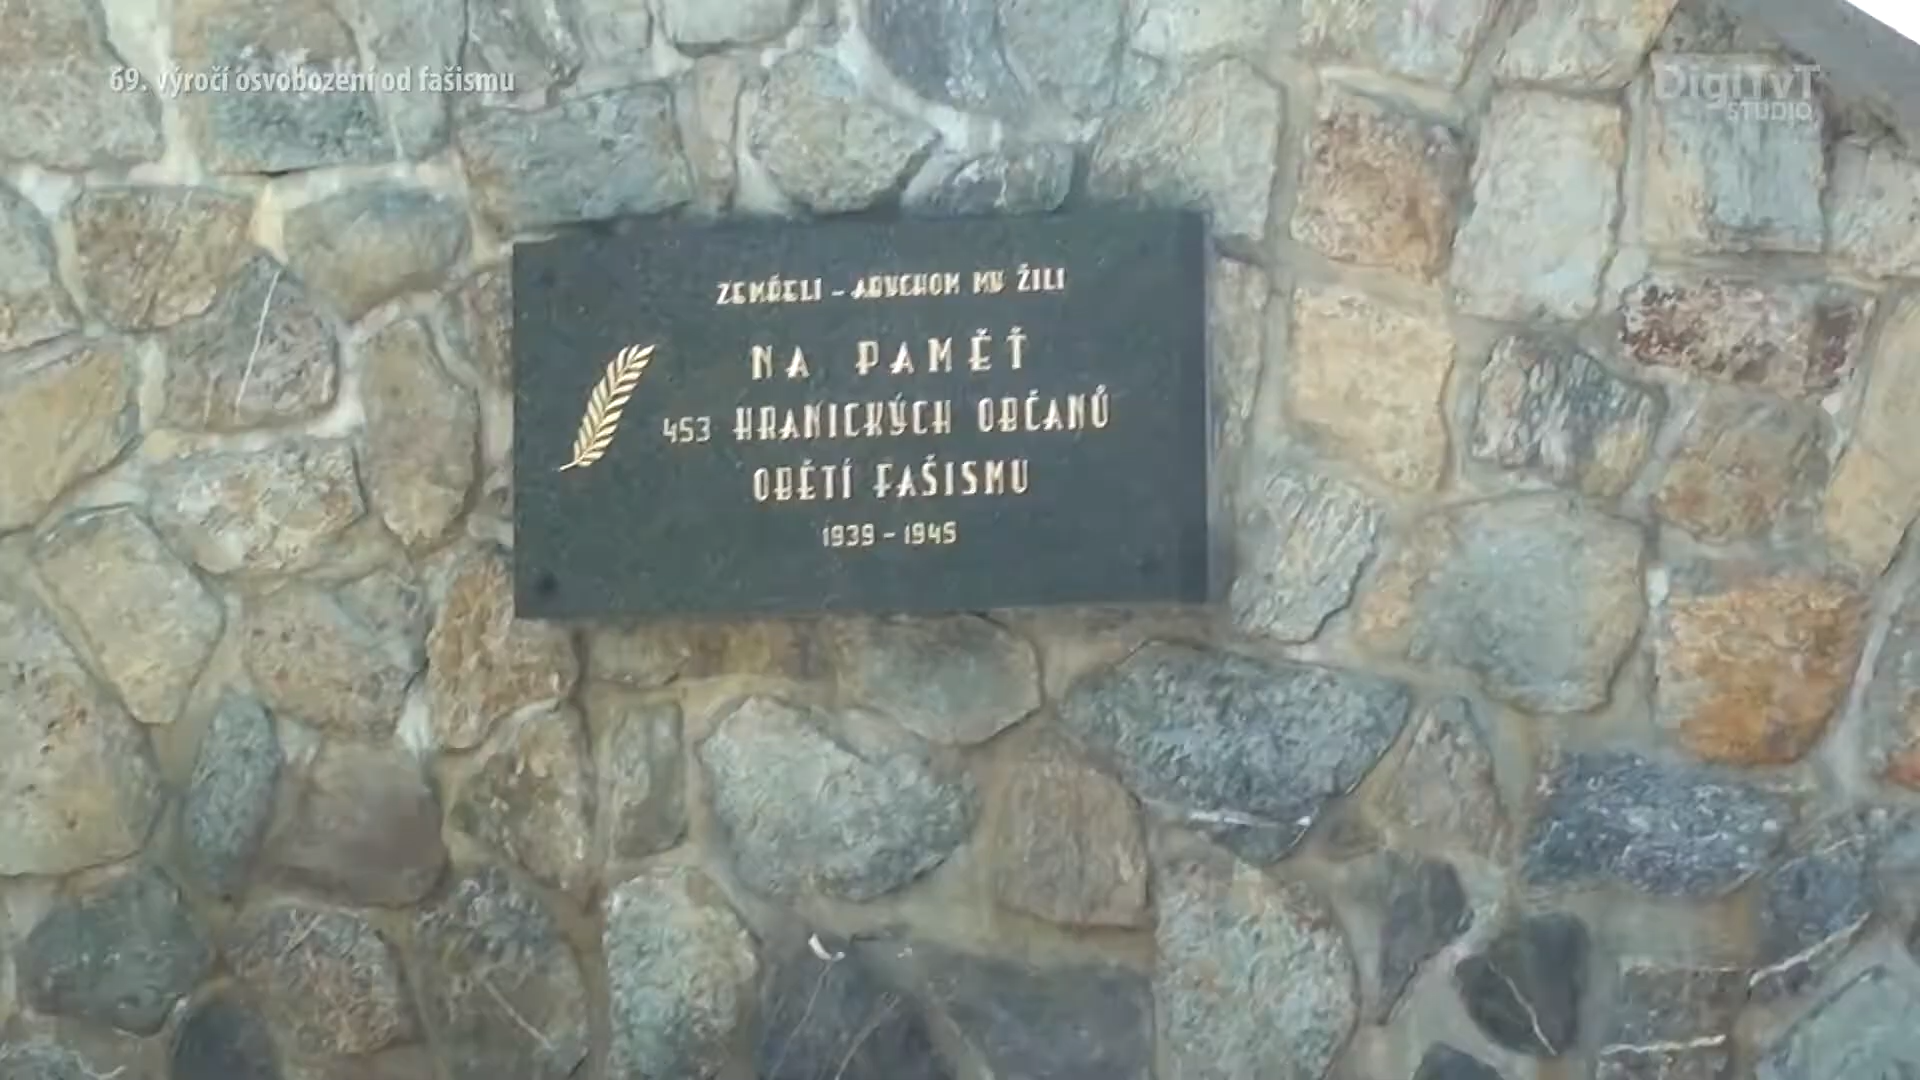 69. výročí osvobození od fašismu
DigiTvT
STUDIO
ZEMŘELI - ABYCHOM MY ŽILI
NA PAMĚŤ
453 HRANICKÝCH OBČANŮ
OBĚTÍ FAŠISMU
1939 - 1945